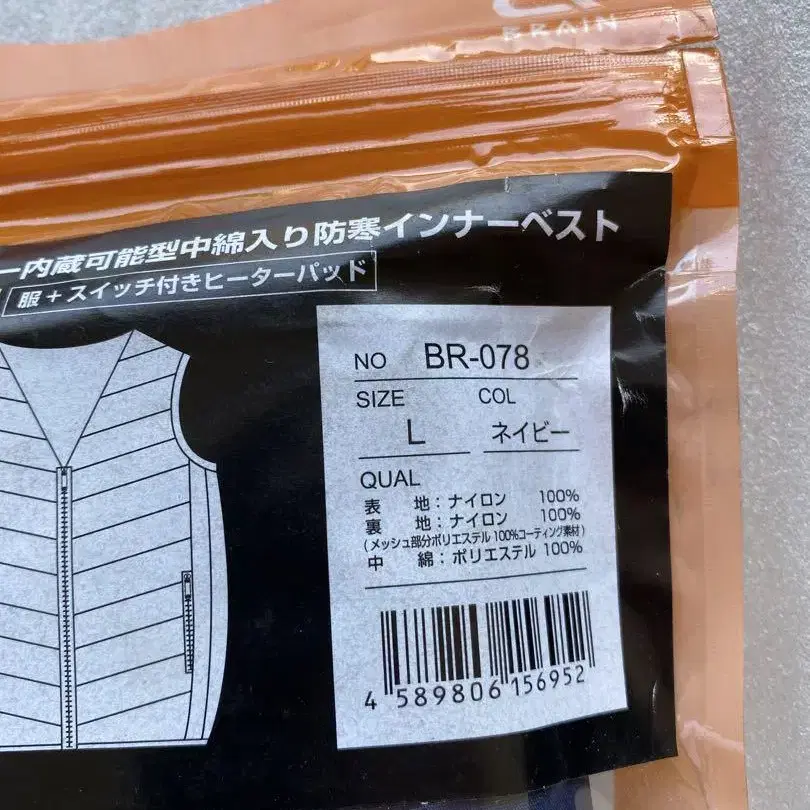 BRAIN
ー内蔵可能型中綿入り防寒インナーベスト
服＋スイッチ付きヒーターパッド
NO BR-078
SIZE COL
L ネイビー
QUAL
表 地：ナイロン 100%
裏 地：ナイロン 100%
(メッシュ部分ポリエステル100%コーティング素材)
中 綿：ポリエステル 100%
4 589806 156952